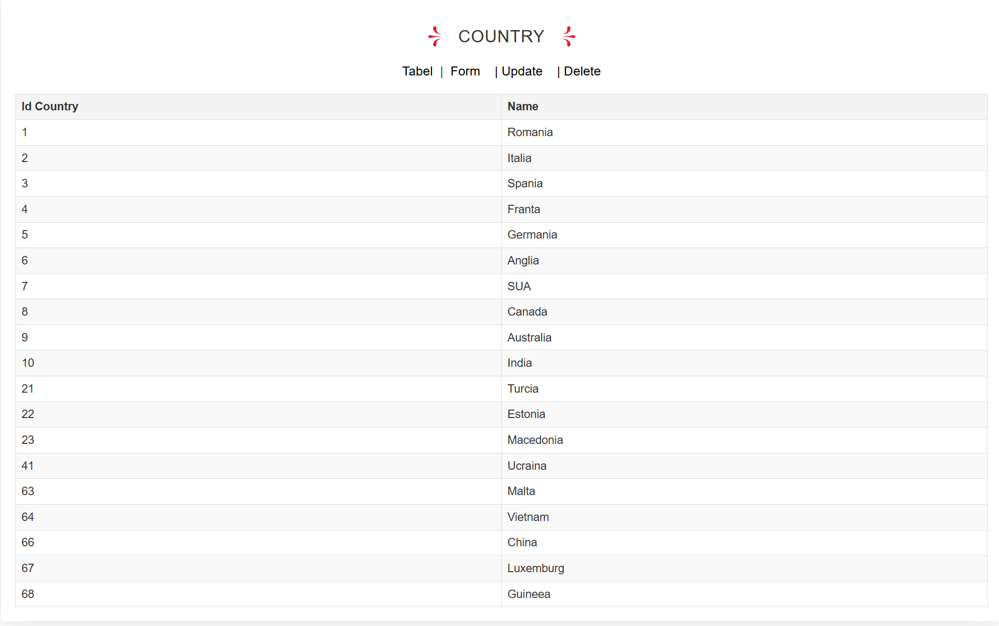 COUNTRY
Tabel | Form | Update | Delete
Id Country Name
1 Romania
2 Italia
3 Spania
4 Franta
5 Germania
6 Anglia
7 SUA
8 Canada
9 Australia
10 India
21 Turcia
22 Estonia
23 Macedonia
41 Ucraina
63 Malta
64 Vietnam
66 China
67 Luxemburg
68 Guineea